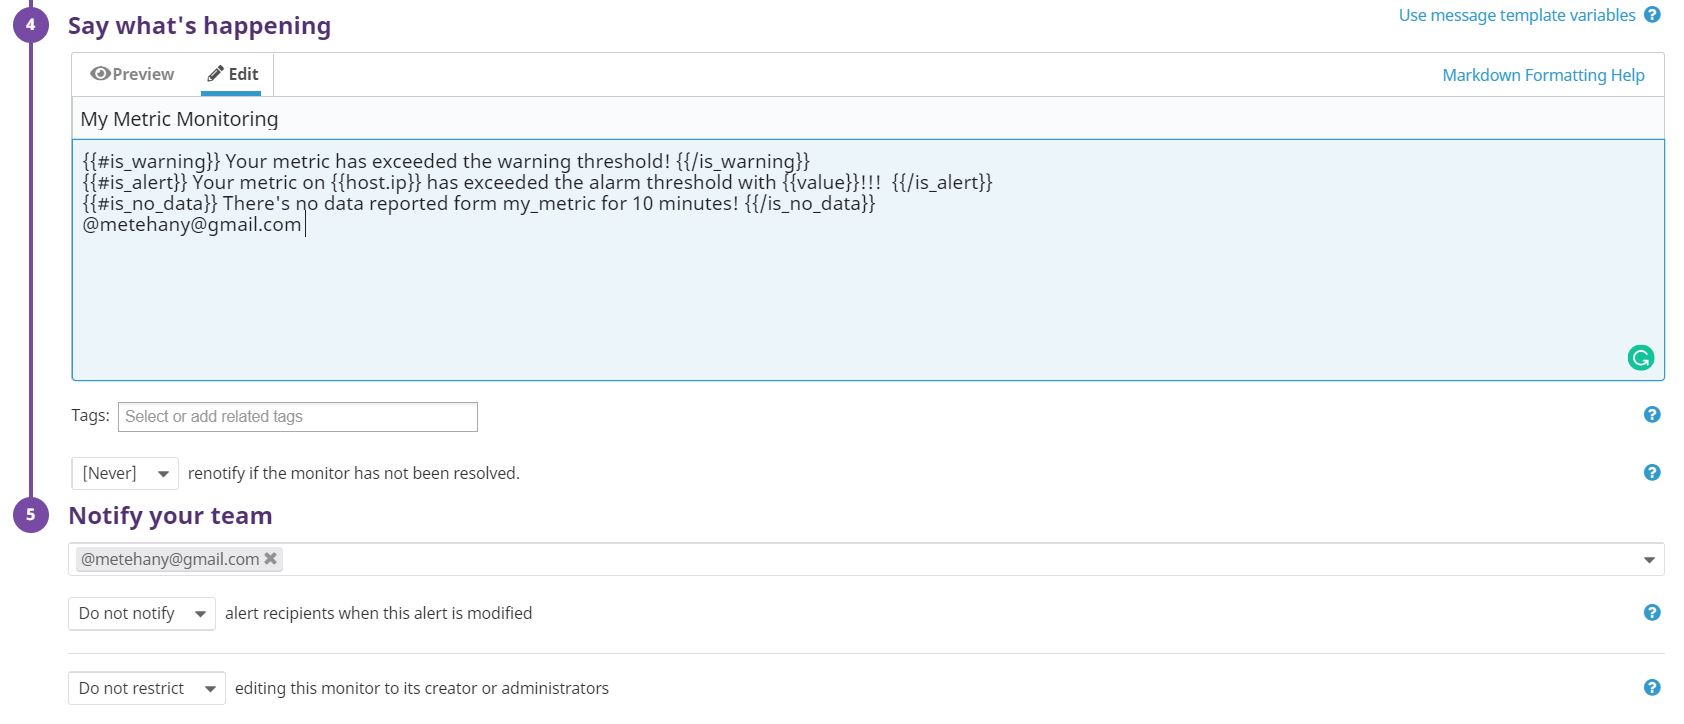 4
Say what's happening
Use message template variables ?
Preview Edit
Markdown Formatting Help
My Metric Monitoring
{{#is_warning}} Your metric has exceeded the warning threshold! {{/is_warning}}
{{#is_alert}} Your metric on {{host.ip}} has exceeded the alarm threshold with {{value}}!!!  {{/is_alert}}
{{#is_no_data}} There's no data reported form my_metric for 10 minutes! {{/is_no_data}}
@metehany@gmail.com
Tags: Select or add related tags ?
[Never] renotify if the monitor has not been resolved. ?
5
Notify your team
@metehany@gmail.com
Do not notify alert recipients when this alert is modified ?
Do not restrict editing this monitor to its creator or administrators ?